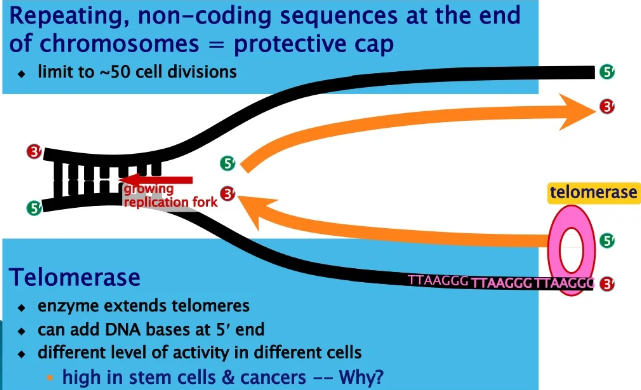 Repeating, non-coding sequences at the end
of chromosomes = protective cap
◆ limit to ~50 cell divisions
5′
3′
3′
5′
growing
3′
replication fork
telomerase
5′
5′
Telomerase
TTAAGGG TTAAGGG TTAAGGG
3′
◆ enzyme extends telomeres
◆ can add DNA bases at 5′ end
◆ different level of activity in different cells
• high in stem cells & cancers -- Why?